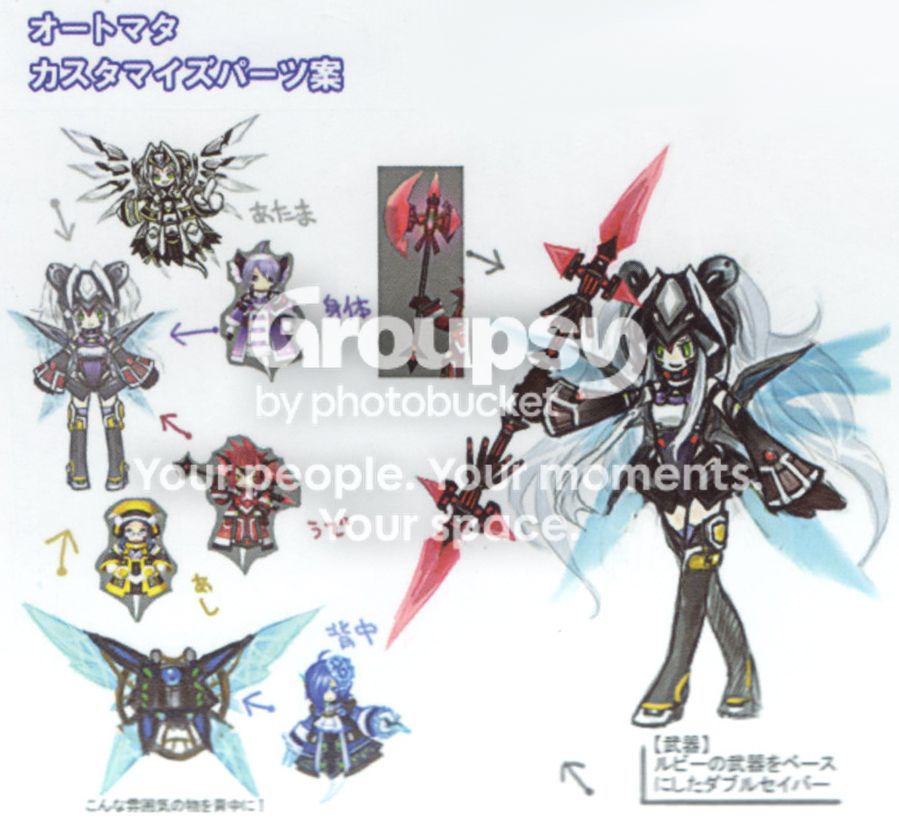 オートマタ
カスタマイズパーツ案
あたま
身体
Groupsy
by photobucket
Your people. Your moments.
Your space.
うで
あし
背中
【武器】
ルビーの武器をベース
にしたダブルセイバー
こんな雰囲気の物を背中に！